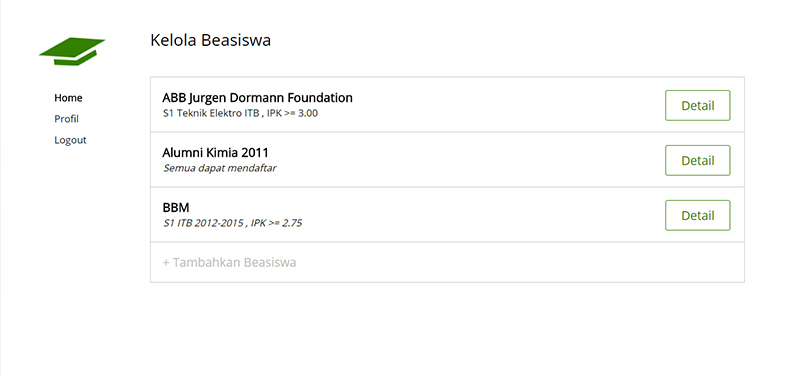 Kelola Beasiswa
Home
Profil
Logout
ABB Jurgen Dormann Foundation
S1 Teknik Elektro ITB , IPK >= 3.00
Detail
Alumni Kimia 2011
Semua dapat mendaftar
Detail
BBM
S1 ITB 2012-2015 , IPK >= 2.75
Detail
+ Tambahkan Beasiswa